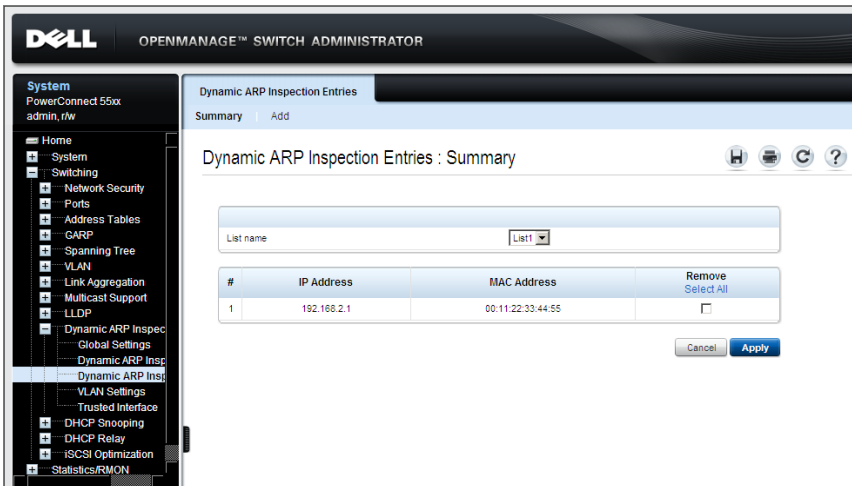 DELL
OPENMANAGE™ SWITCH ADMINISTRATOR
System
PowerConnect 55xx
admin, r/w
Home
System
Switching
Network Security
Ports
Address Tables
GARP
Spanning Tree
VLAN
Link Aggregation
Multicast Support
LLDP
Dynamic ARP Inspec
Global Settings
Dynamic ARP Insp
Dynamic ARP Insp
VLAN Settings
Trusted Interface
DHCP Snooping
DHCP Relay
iSCSI Optimization
Statistics/RMON
Dynamic ARP Inspection Entries
Summary Add
Dynamic ARP Inspection Entries : Summary
List name List1
# IP Address MAC Address Remove
Select All
1 192.168.2.1 00:11:22:33:44:55
Cancel Apply